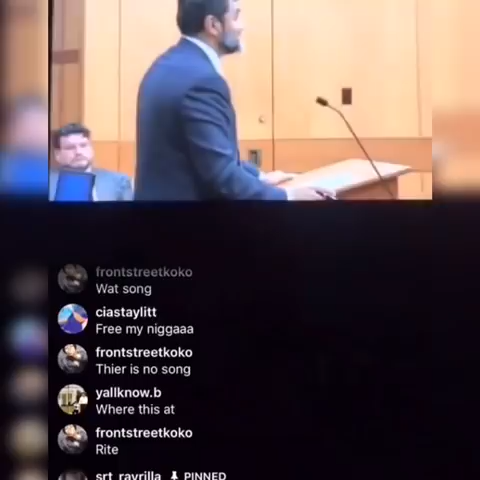 frontstreetkoko
Wat song
ciastaylitt
Free my niggaaa
frontstreetkoko
Thier is no song
yallknow.b
Where this at
frontstreetkoko
Rite
srt_rayrilla PINNED